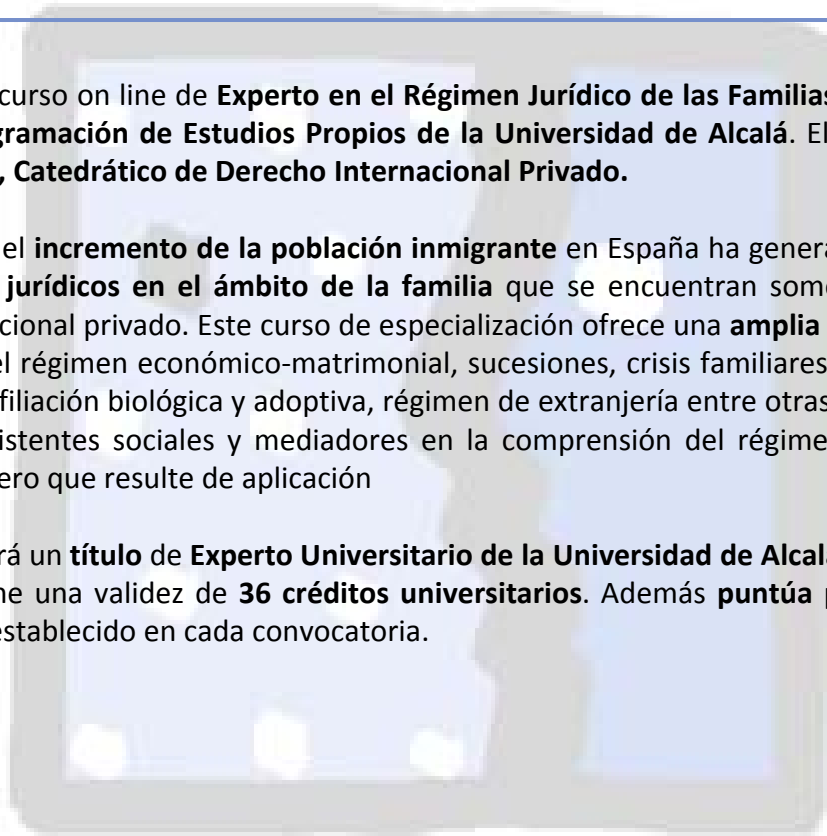 curso on line de Experto en el Régimen Jurídico de las Familias
gramación de Estudios Propios de la Universidad de Alcalá. El
, Catedrático de Derecho Internacional Privado.
el incremento de la población inmigrante en España ha genera
jurídicos en el ámbito de la familia que se encuentran some
cional privado. Este curso de especialización ofrece una amplia
el régimen económico-matrimonial, sucesiones, crisis familiares
filiación biológica y adoptiva, régimen de extranjería entre otras
istentes sociales y mediadores en la comprensión del régime
ero que resulte de aplicación
rá un título de Experto Universitario de la Universidad de Alcal
ne una validez de 36 créditos universitarios. Además puntúa p
establecido en cada convocatoria.